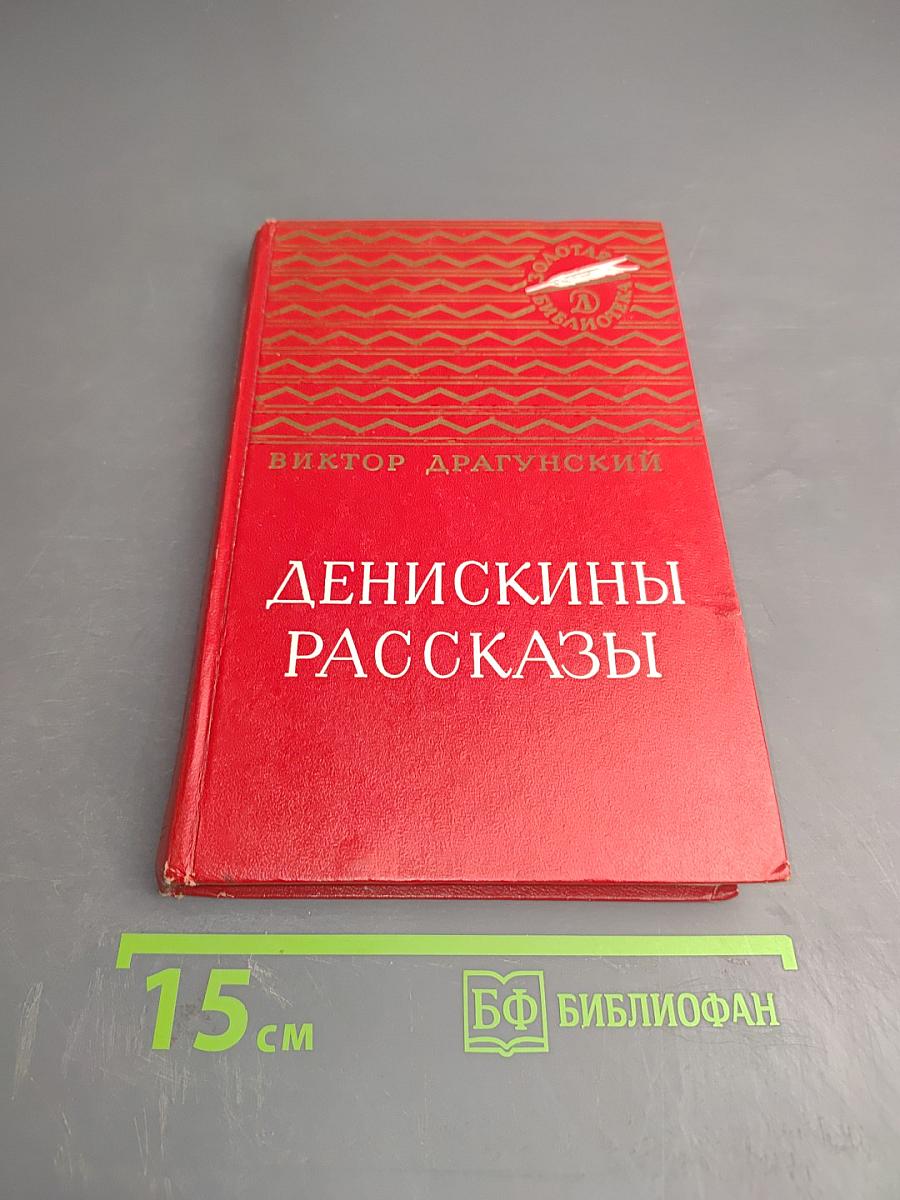 ЗОЛОТАЯ
БИБЛИОТЕКА
ВИКТОР ДРАГУНСКИЙ
ДЕНИСКИНЫ
РАССКАЗЫ
15 см
БФ БИБЛИОФАН